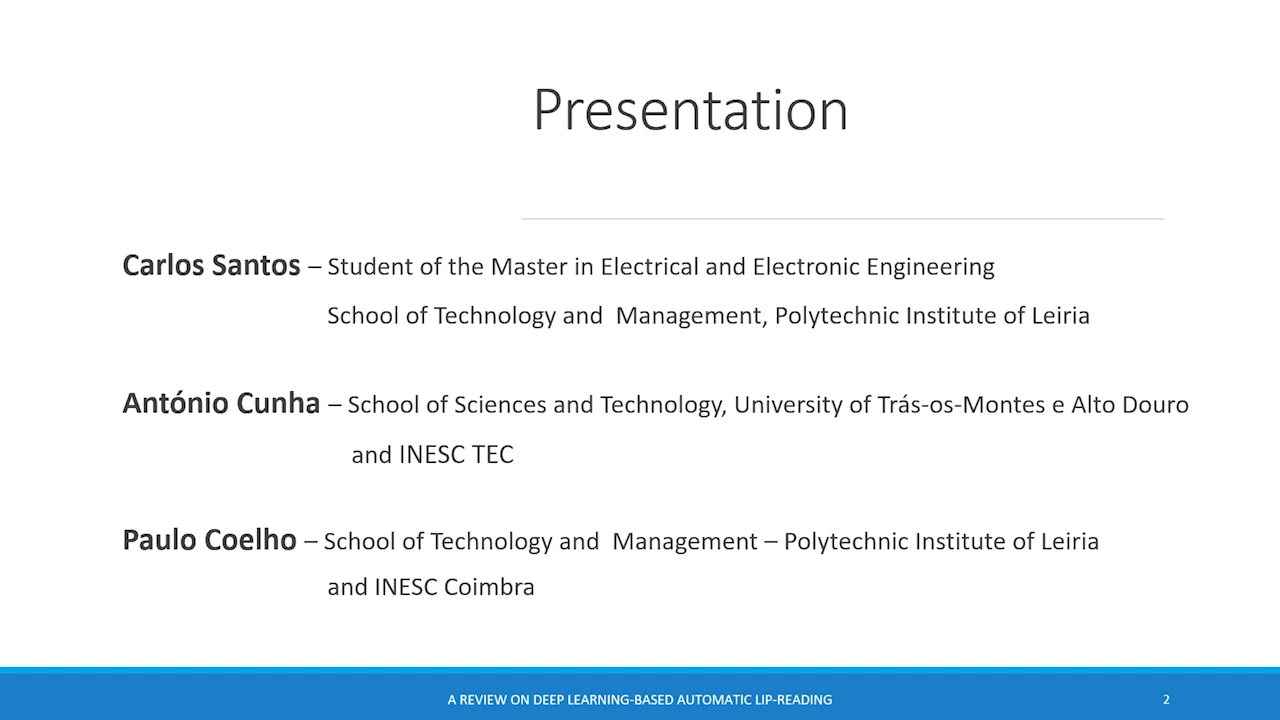 Presentation
Carlos Santos – Student of the Master in Electrical and Electronic Engineering
School of Technology and  Management, Polytechnic Institute of Leiria
António Cunha – School of Sciences and Technology, University of Trás-os-Montes e Alto Douro
and INESC TEC
Paulo Coelho – School of Technology and  Management – Polytechnic Institute of Leiria
and INESC Coimbra
A REVIEW ON DEEP LEARNING-BASED AUTOMATIC LIP-READING
2